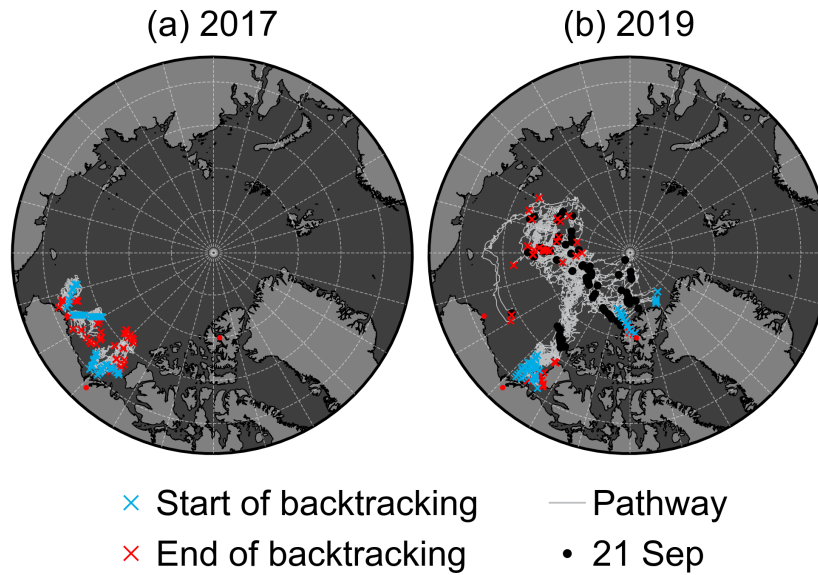 (a) 2017
(b) 2019
Start of backtracking
Pathway
End of backtracking
21 Sep